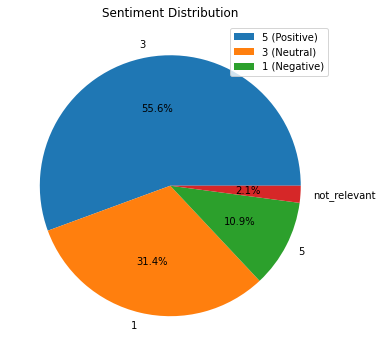 Sentiment Distribution
3
5 (Positive)
3 (Neutral)
1 (Negative)
55.6%
2.1%
not_relevant
10.9%
5
31.4%
1